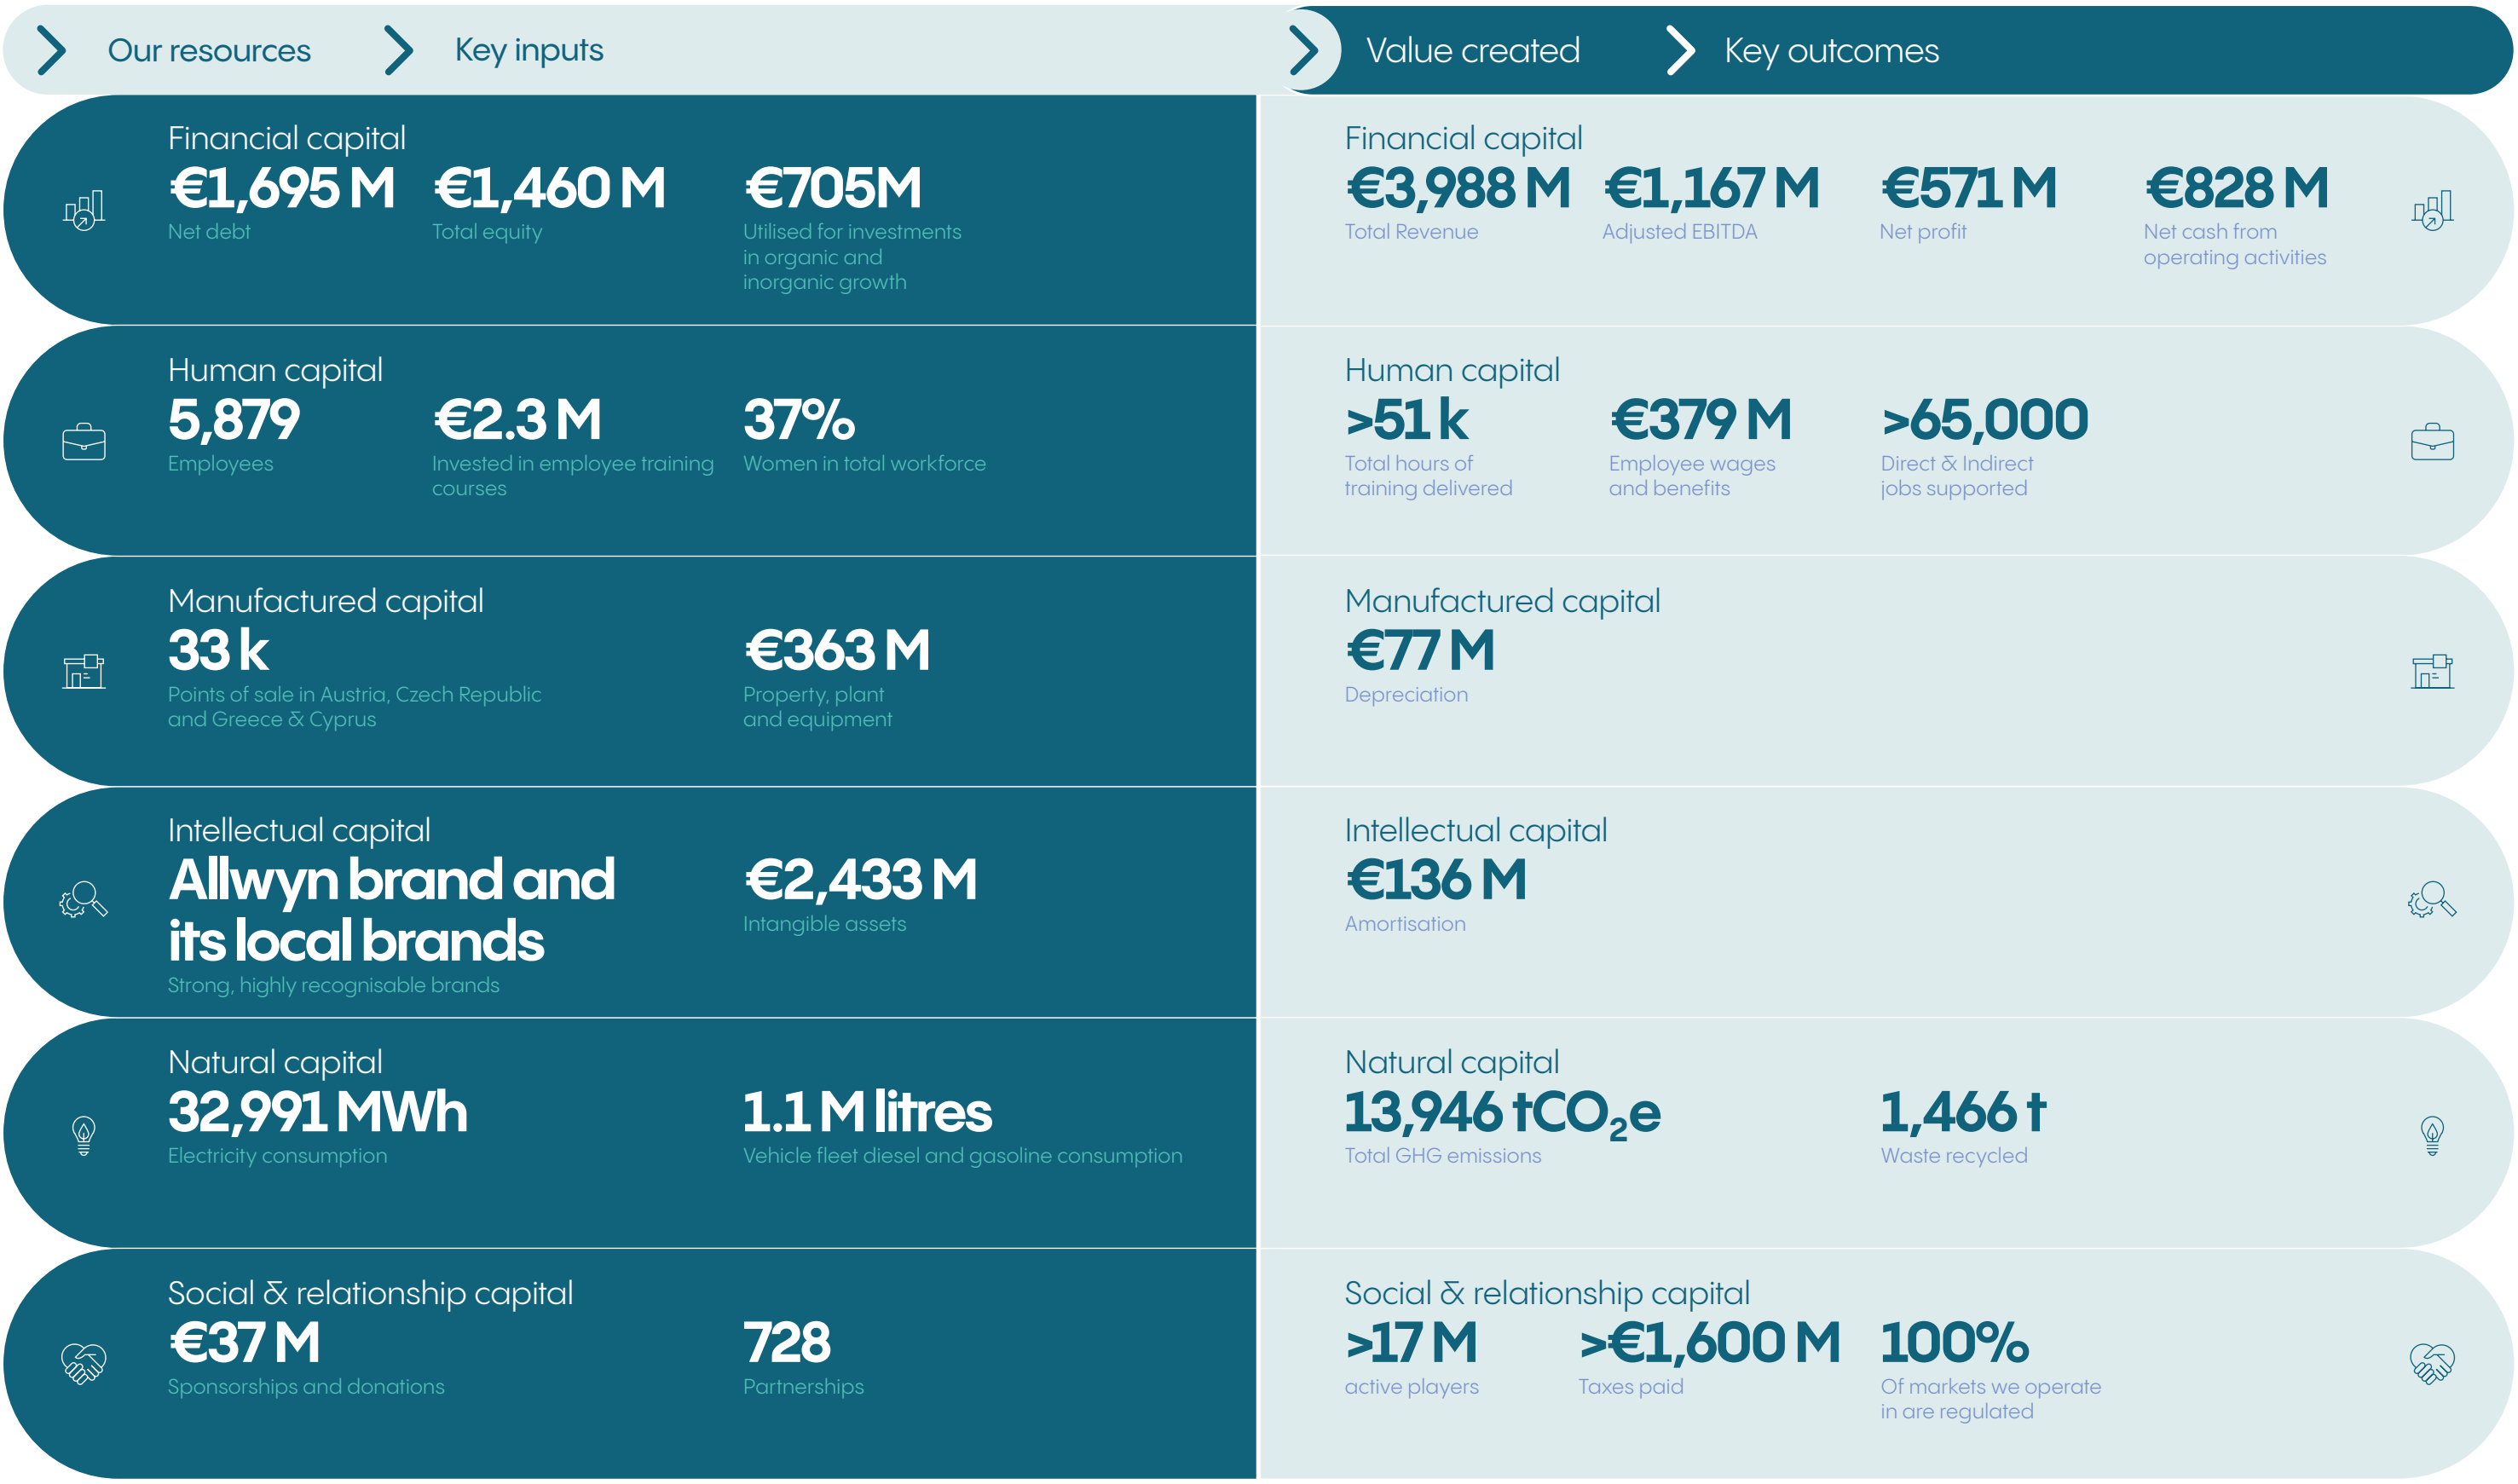 Our resources
Key inputs
Value created
Key outcomes
Financial capital
€1,695 M
Net debt
€1,460 M
Total equity
€705M
Utilised for investments
in organic and
inorganic growth
Financial capital
€3,988 M
Total Revenue
€1,167 M
Adjusted EBITDA
€571 M
Net profit
€828 M
Net cash from
operating activities
Human capital
5,879
Employees
€2.3 M
Invested in employee training
courses
37%
Women in total workforce
Human capital
>51 k
Total hours of
training delivered
€379 M
Employee wages
and benefits
>65,000
Direct & Indirect
jobs supported
Manufactured capital
33 k
Points of sale in Austria, Czech Republic
and Greece & Cyprus
€363 M
Property, plant
and equipment
Manufactured capital
€77 M
Depreciation
Intellectual capital
Allwyn brand and
its local brands
Strong, highly recognisable brands
€2,433 M
Intangible assets
Intellectual capital
€136 M
Amortisation
Natural capital
32,991 MWh
Electricity consumption
1.1 M litres
Vehicle fleet diesel and gasoline consumption
Natural capital
13,946 tCO₂e
Total GHG emissions
1,466 t
Waste recycled
Social & relationship capital
€37 M
Sponsorships and donations
728
Partnerships
Social & relationship capital
>17 M
active players
>€1,600 M
Taxes paid
100%
Of markets we operate
in are regulated